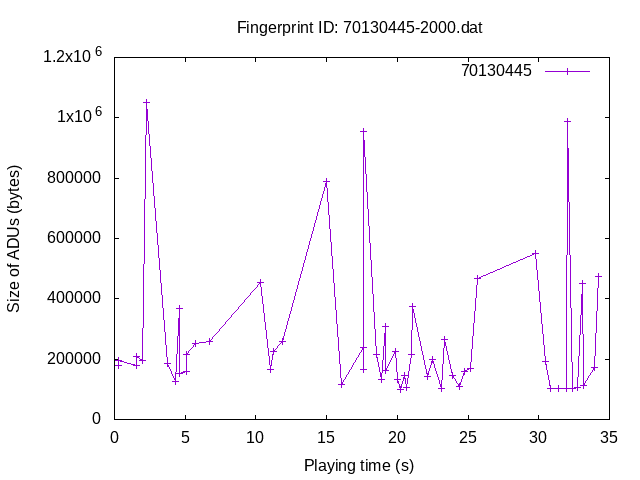 Fingerprint ID: 70130445-2000.dat
1.2x10^6
70130445
1x10^6
800000
600000
400000
200000
0
Size of ADUs (bytes)
0 5 10 15 20 25 30 35
Playing time (s)